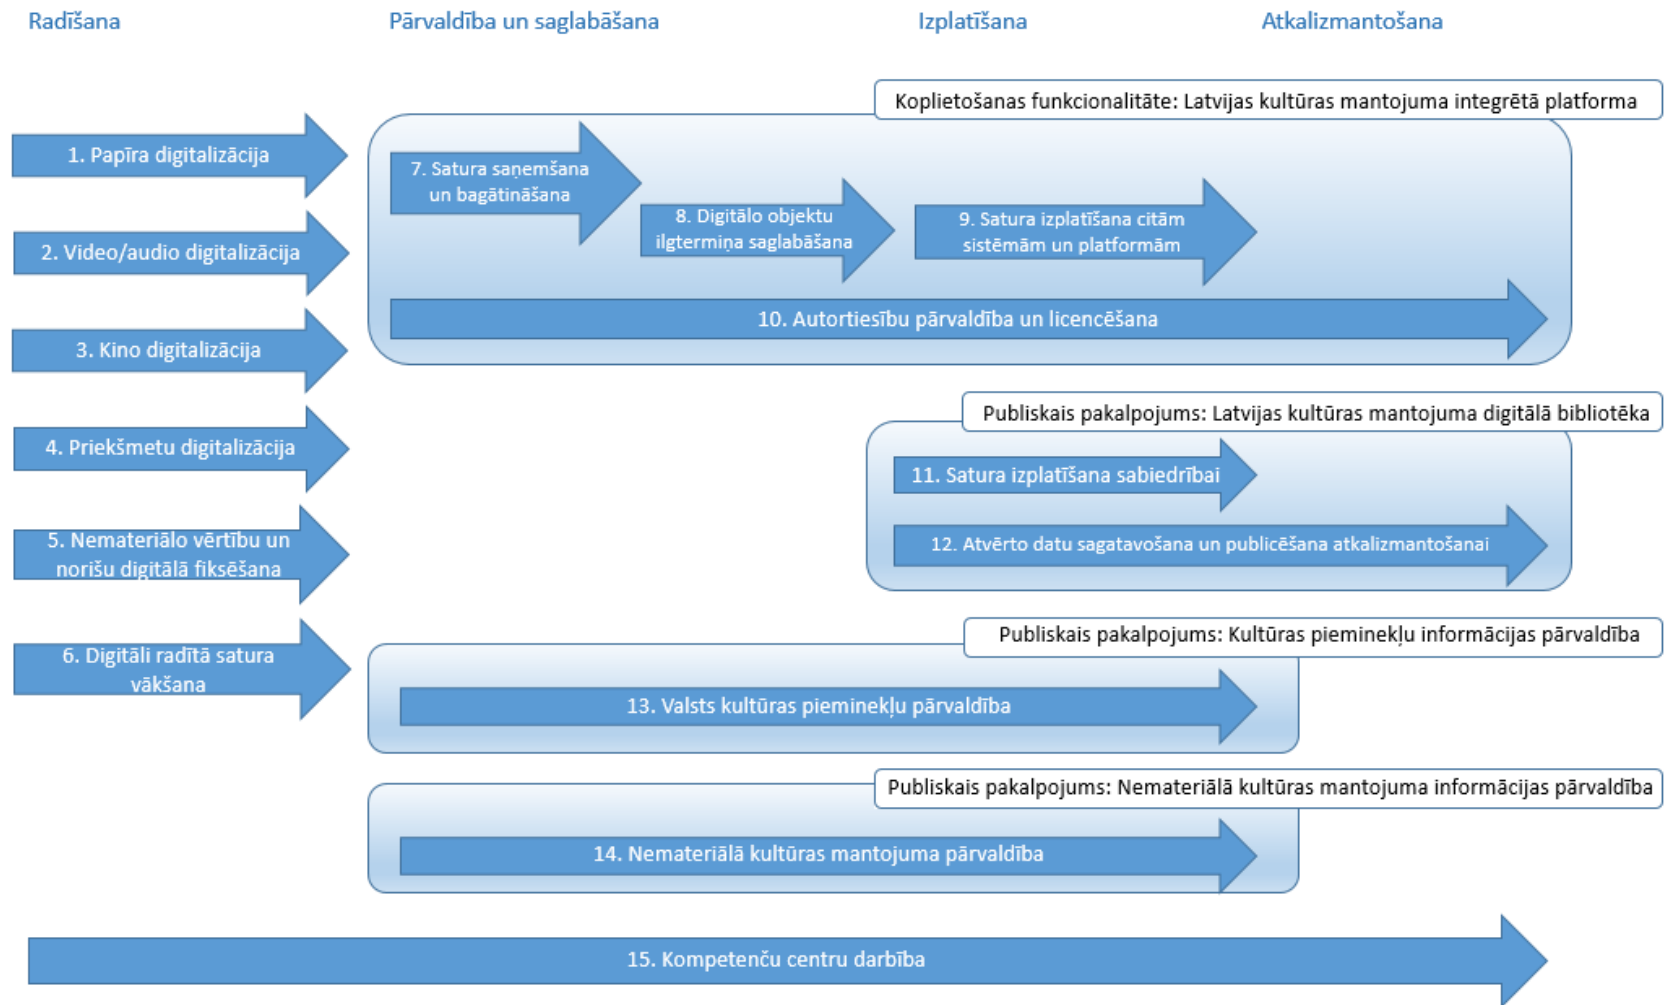 Radīšana
Pārvaldība un saglabāšana
Izplatīšana
Atkalizmantošana
Koplietošanas funkcionalitāte: Latvijas kultūras mantojuma integrētā platforma
1. Papīra digitalizācija
2. Video/audio digitalizācija
3. Kino digitalizācija
4. Priekšmetu digitalizācija
5. Nemateriālo vērtību un
norišu digitālā fiksēšana
6. Digitāli radītā satura
vākšana
7. Satura saņemšana
un bagātināšana
8. Digitālo objektu
ilgtermiņa saglabāšana
9. Satura izplatīšana citām
sistēmām un platformām
10. Autortiesību pārvaldība un licencēšana
Publiskais pakalpojums: Latvijas kultūras mantojuma digitālā bibliotēka
11. Satura izplatīšana sabiedrībai
12. Atvērto datu sagatavošana un publicēšana atkalizmantošanai
Publiskais pakalpojums: Kultūras pieminekļu informācijas pārvaldība
13. Valsts kultūras pieminekļu pārvaldība
Publiskais pakalpojums: Nemateriālā kultūras mantojuma informācijas pārvaldība
14. Nemateriālā kultūras mantojuma pārvaldība
15. Kompetenču centru darbība